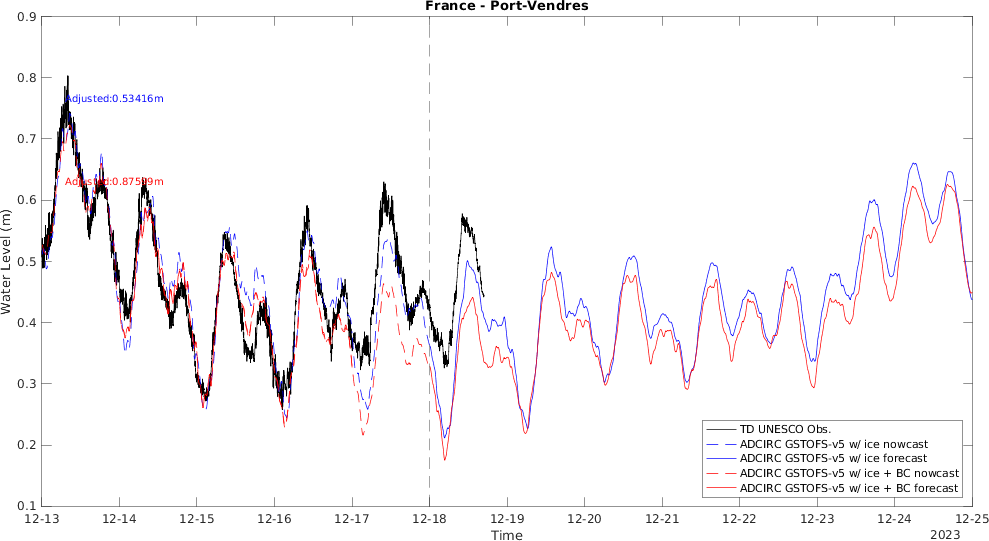 France - Port-Vendres
Water Level (m)
0.9
0.8
0.7
0.6
0.5
0.4
0.3
0.2
0.1
Adjusted:0.53416m
TD UNESCO Obs.
ADCIRC GSTOFS-v5 w/ ice nowcast
ADCIRC GSTOFS-v5 w/ ice forecast
ADCIRC GSTOFS-v5 w/ ice + BC nowcast
ADCIRC GSTOFS-v5 w/ ice + BC forecast
12-13 12-14 12-15 12-16 12-17 12-18 12-19 12-20 12-21 12-22 12-23 12-24 12-25
Time
2023